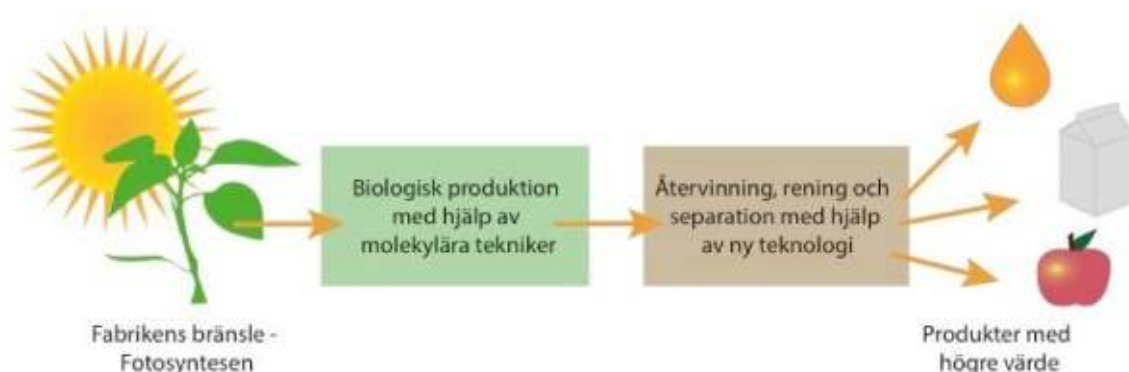 Biologisk produktion
med hjälp av
molekylära tekniker
Återvinning, rening och
separation med hjälp
av ny teknologi
Fabrikens bränsle -
Fotosyntesen
Produkter med
högre värde